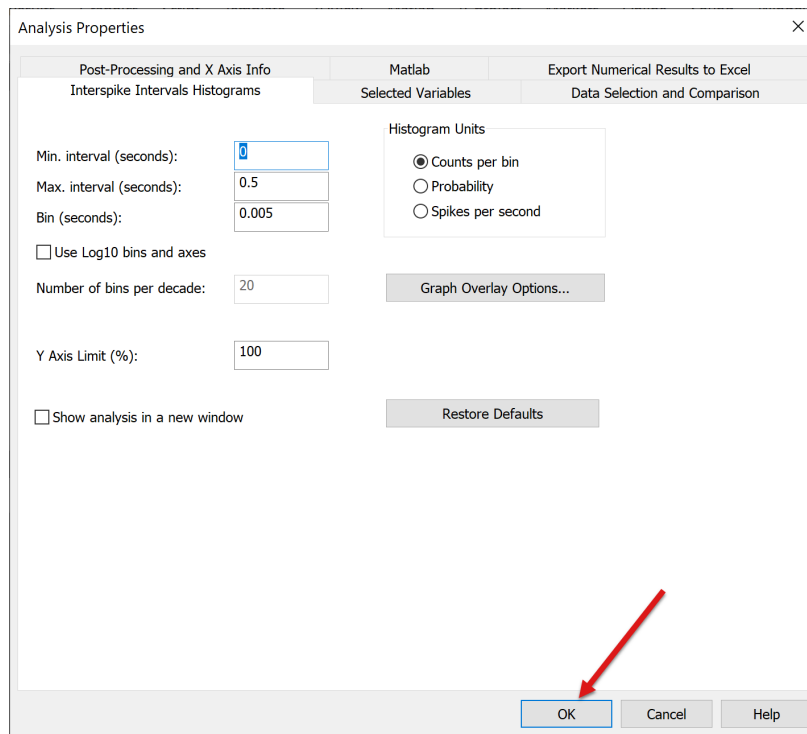 Analysis Properties
Post-Processing and X Axis Info
Matlab
Export Numerical Results to Excel
Interspike Intervals Histograms
Selected Variables
Data Selection and Comparison
Min. interval (seconds): 0
Max. interval (seconds): 0.5
Bin (seconds): 0.005
Use Log10 bins and axes
Number of bins per decade: 20
Y Axis Limit (%): 100
Show analysis in a new window
Histogram Units
Counts per bin
Probability
Spikes per second
Graph Overlay Options...
Restore Defaults
OK
Cancel
Help